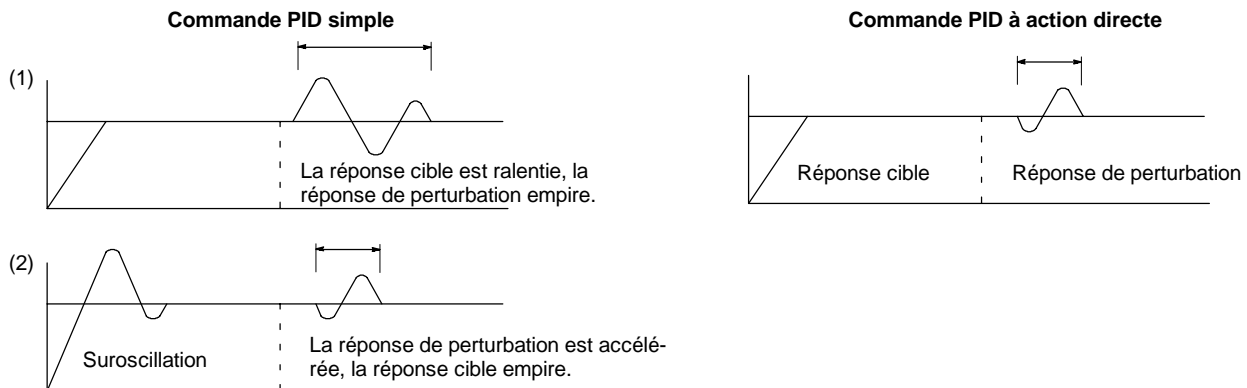 Commande PID simple
Commande PID à action directe
(1)
La réponse cible est ralentie, la
réponse de perturbation empire.
Réponse cible
Réponse de perturbation
(2)
Suroscillation
La réponse de perturbation est accélé-
rée, la réponse cible empire.